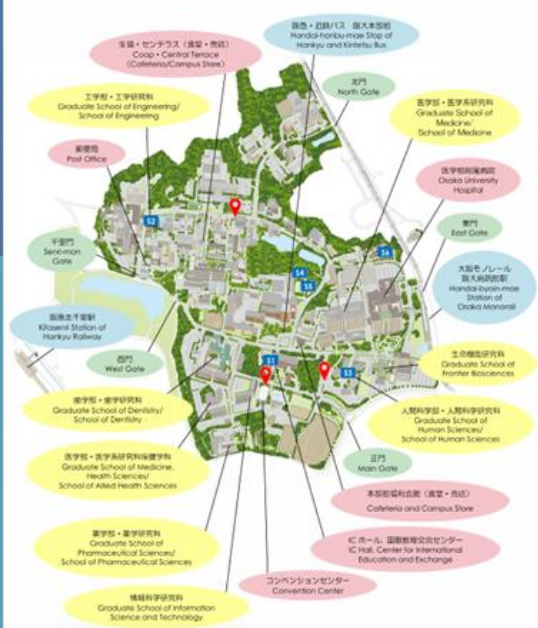 生協・センテラス（食堂・売店）
Coop・Central Terrace
(Cafeteria/Campus Store)
阪急・近鉄バス 阪大本部前
Handai-honbu-mae Stop of
Hankyu and Kintetsu Bus
北門
North Gate
工学部・工学研究科
Graduate School of Engineering/
School of Engineering
医学部・医学系研究科
Graduate School of
Medicine/
School of Medicine
郵便局
Post Office
医学部附属病院
Osaka University
Hospital
S2
千里門
Senri-mon
Gate
東門
East Gate
S6
S4
S5
大阪モノレール
阪大病院前駅
Handai-byoin-mae
Station of
Osaka Monorail
阪急北千里駅
Kitasenri Station of
Hankyu Railway
西門
West Gate
S1
S3
生命機能研究科
Graduate School of
Frontier Biosciences
歯学部・歯学研究科
Graduate School of Dentistry/
School of Dentistry
人間科学部・人間科学研究科
Graduate School of
Human Sciences/
School of Human Sciences
医学部・医学系研究科保健学科
Graduate School of Medicine,
Health Sciences/
School of Allied Health Sciences
正門
Main Gate
本部前福利会館（食堂・売店）
Cafeteria and Campus Store
薬学部・薬学研究科
Graduate School of
Pharmaceutical Sciences/
School of Pharmaceutical Sciences
IC ホール、国際教育交流センター
IC Hall, Center for International
Education and Exchange
コンベンションセンター
Convention Center
情報科学研究科
Graduate School of Information
Science and Technology